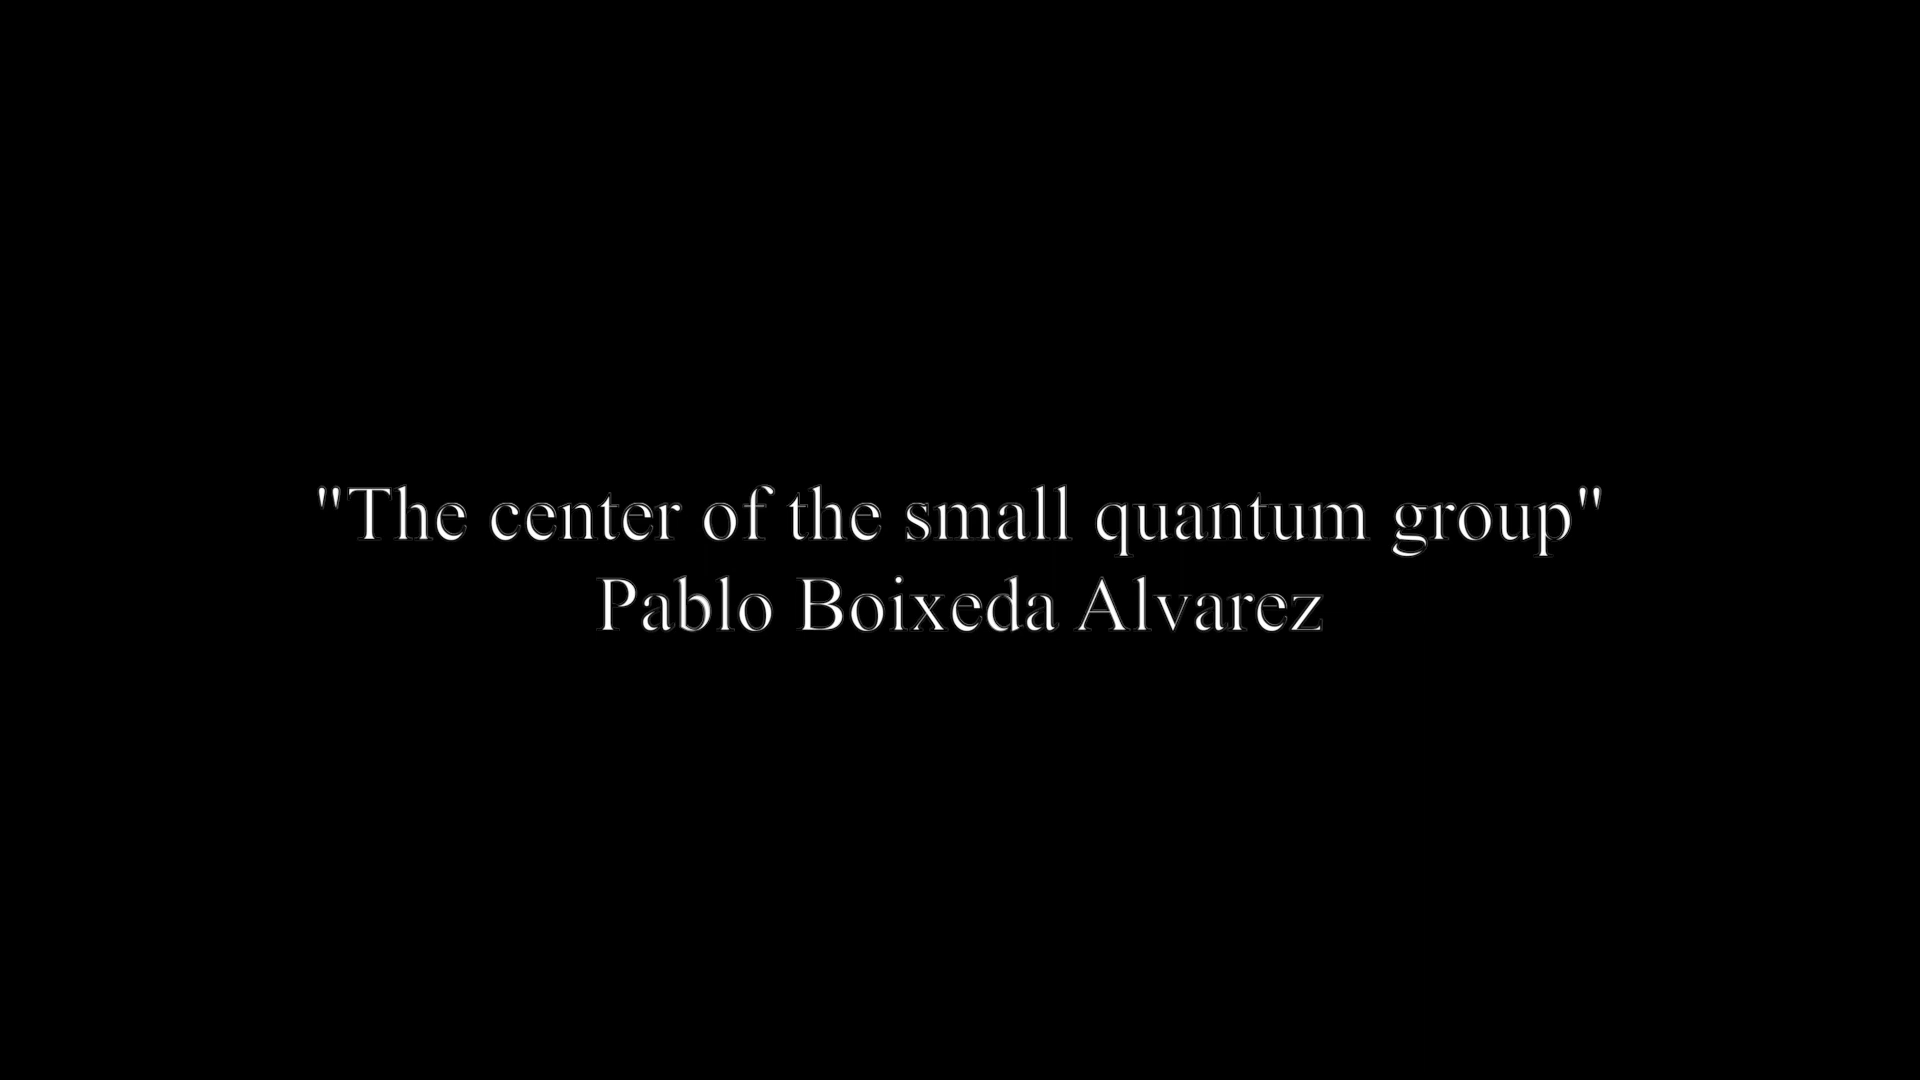 "The center of the small quantum group"
Pablo Boixeda Alvarez